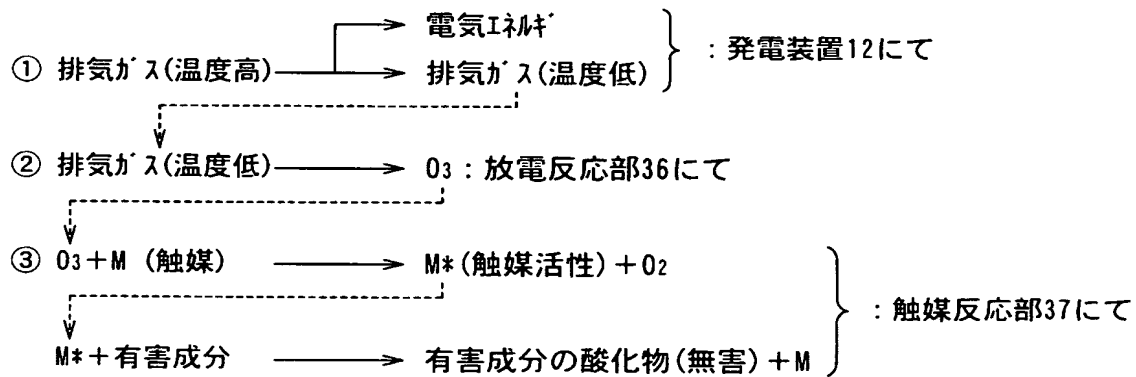 電気ｴﾈﾙｷﾞ
① 排気ｶﾞｽ(温度高) 排気ｶﾞｽ(温度低) :発電装置12にて
② 排気ｶﾞｽ(温度低) O3:放電反応部36にて
③ O3+M (触媒) M*(触媒活性)+O2
:触媒反応部37にて
M*+有害成分 有害成分の酸化物(無害)+M